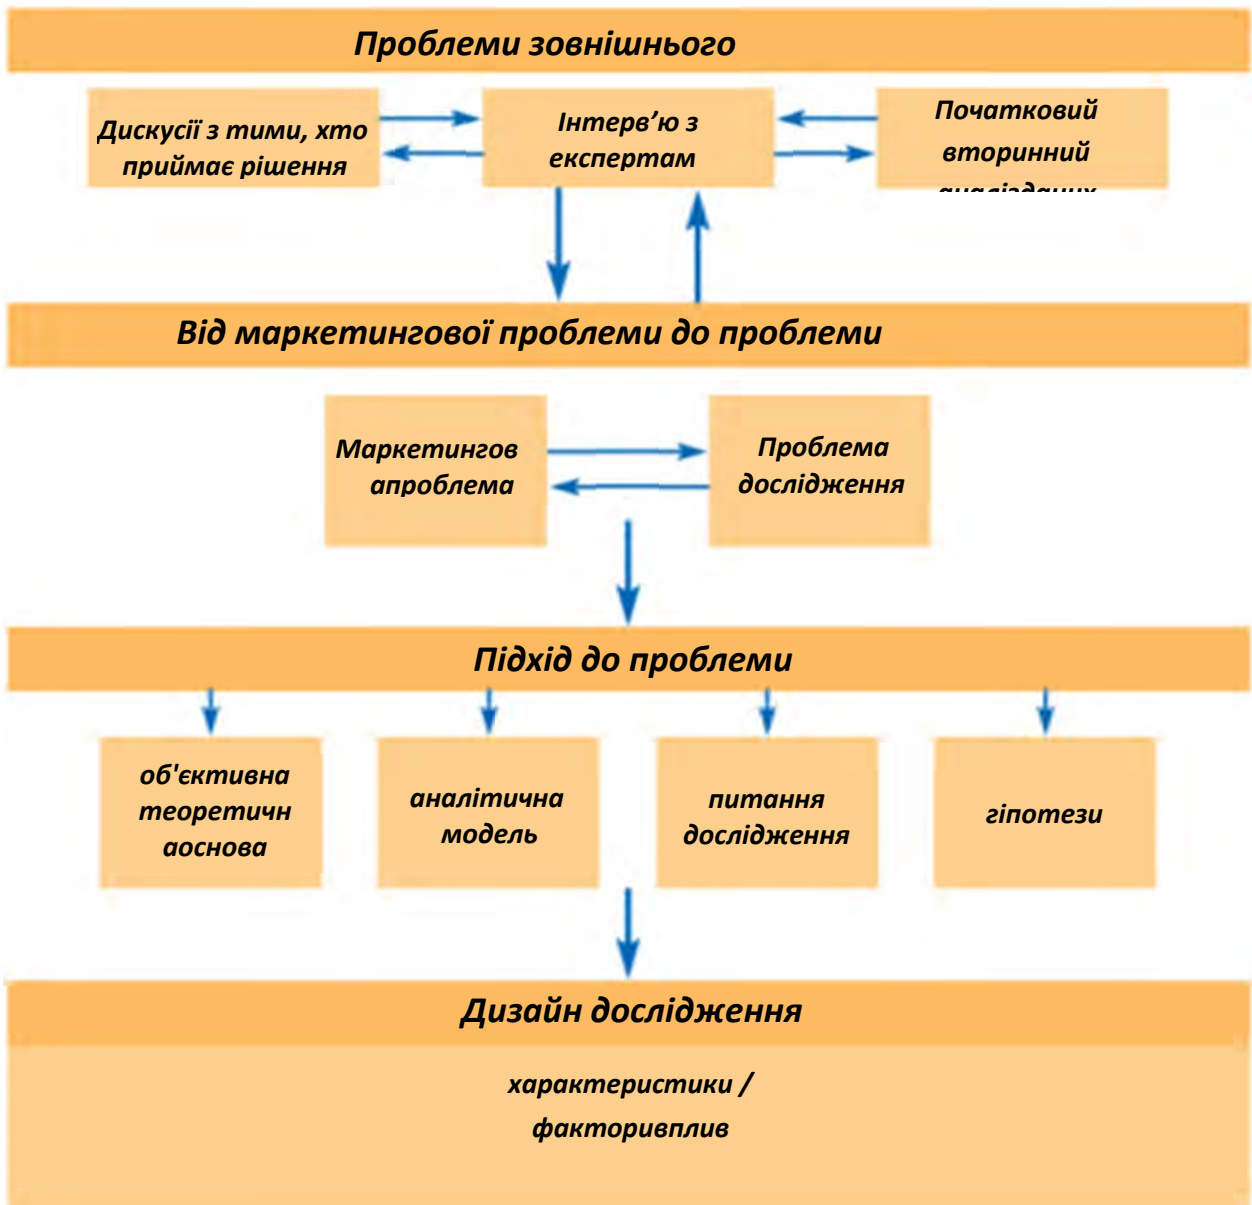 Проблеми зовнішнього
Дискусії з тими, хто
приймає рішення
Інтерв’ю з
експертам
Початковий
вторинний
аналізданих
Від маркетингової проблеми до проблеми
Маркетингов
апроблема
Проблема
дослідження
Підхід до проблеми
об'єктивна
теоретичн
аоснова
аналітична
модель
питання
дослідження
гіпотези
Дизайн дослідження
характеристики /
факторивплив